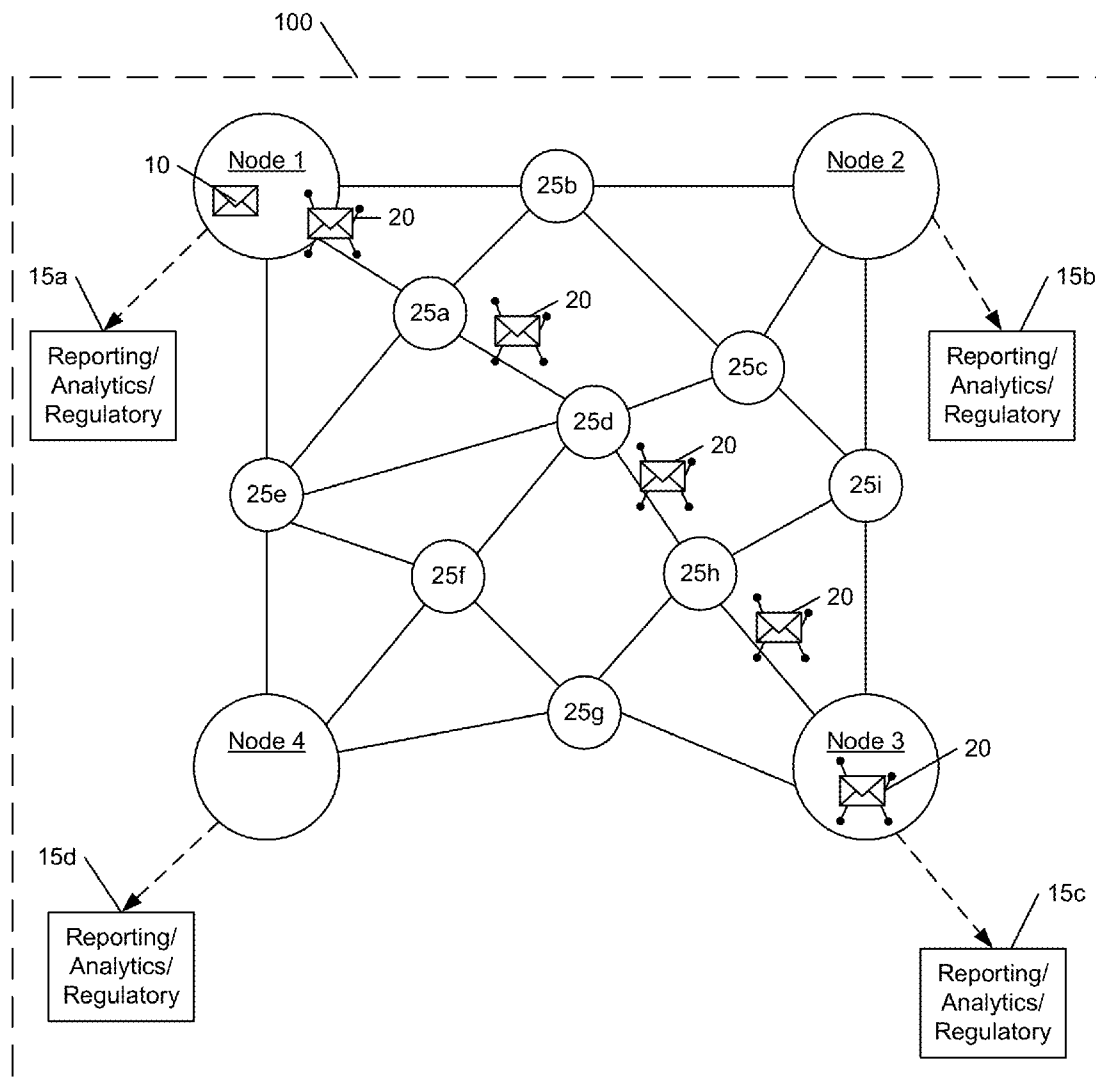 100
Node 1
Node 2
10
20
25b
15a
15b
25a
20
Reporting/
Analytics/
Regulatory
Reporting/
Analytics/
Regulatory
25c
25d
20
25e
25i
25f
25h
20
Node 4
25g
Node 3
20
15d
15c
Reporting/
Analytics/
Regulatory
Reporting/
Analytics/
Regulatory